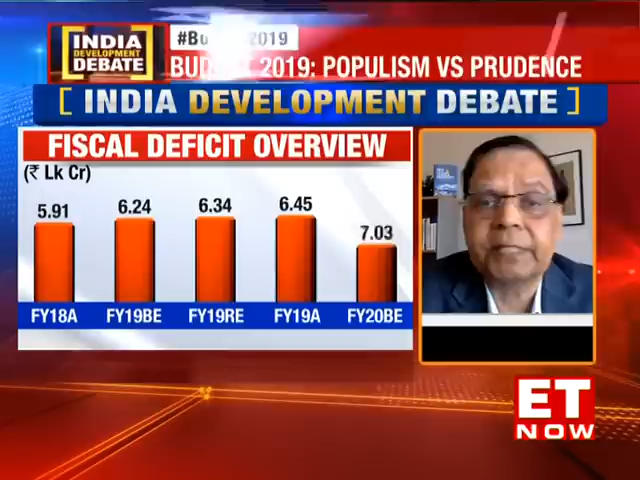 INDIA
DEVELOPMENT
DEBATE
2019
2019: POPULISM VS PRUDENCE
[ INDIA DEVELOPMENT DEBATE ]
FISCAL DEFICIT OVERVIEW
(₹ Lk Cr)
5.91 6.24 6.34 6.45 7.03
FY18A FY19BE FY19RE FY19A FY20BE
ET
NOW